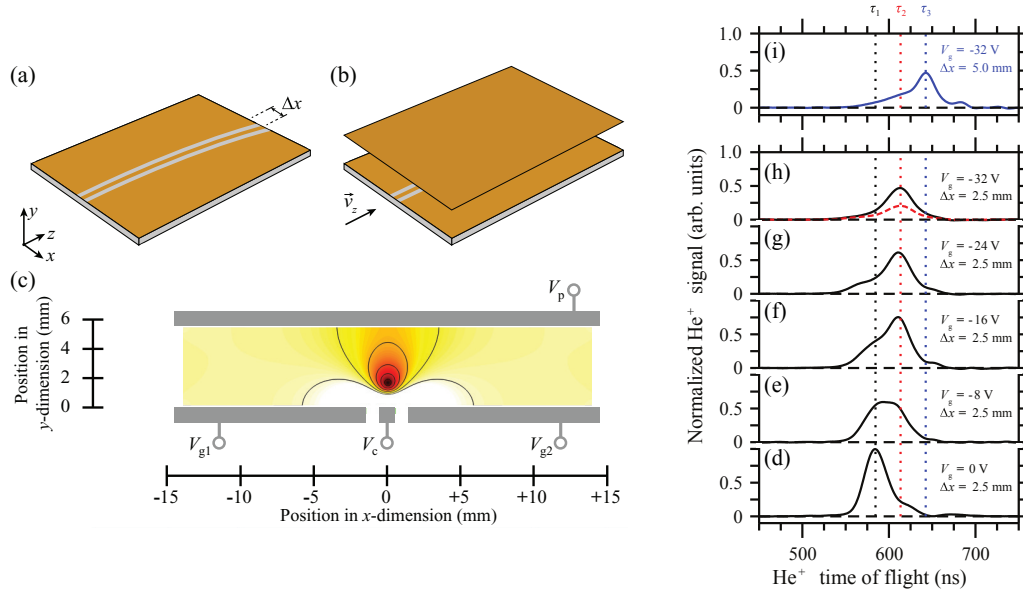 (a)
Δx
y
z
x
(b)
v⃗z
(c)
Position in
y-dimension (mm)
6
4
2
0
Vp
Vg1
Vc
Vg2
-15
-10
-5
0
+5
+10
+15
Position in x-dimension (mm)
τ1
τ2
τ3
Normalized He+ signal (arb. units)
(i)
Vg = -32 V
Δx = 5.0 mm
1.0
0.5
0
(h)
Vg = -32 V
Δx = 2.5 mm
1.0
0.5
0
(g)
Vg = -24 V
Δx = 2.5 mm
0.5
0
(f)
Vg = -16 V
Δx = 2.5 mm
0.5
0
(e)
Vg = -8 V
Δx = 2.5 mm
0.5
0
(d)
Vg = 0 V
Δx = 2.5 mm
0.5
0
500
600
700
He+ time of flight (ns)